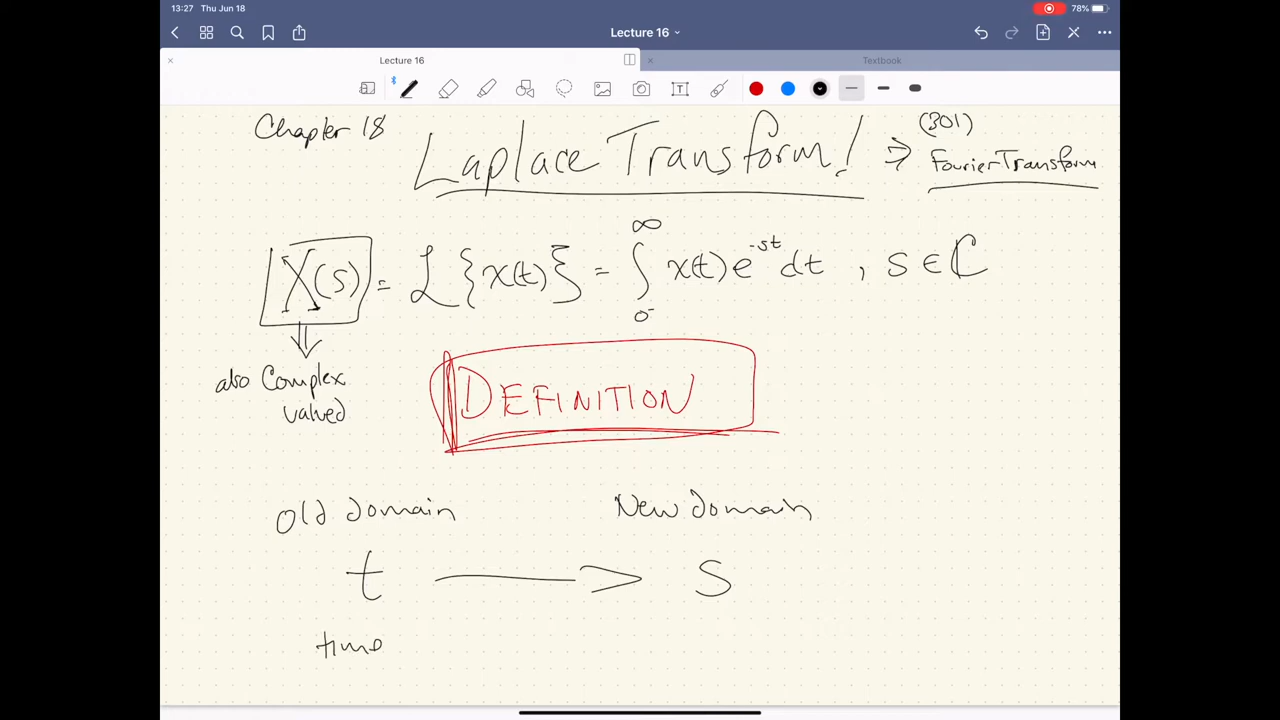 13:27 Thu Jun 18
78%
Lecture 16
Lecture 16
Textbook
Chapter 18
Laplace Transform!
⇒
(301)
Fourier Transform
X(s) = ℒ{x(t)} = ∫₀-^∞ x(t)e^-st dt , s ∈ ℂ
also Complex
valued
DEFINITION
Old domain
New domain
t → s
time